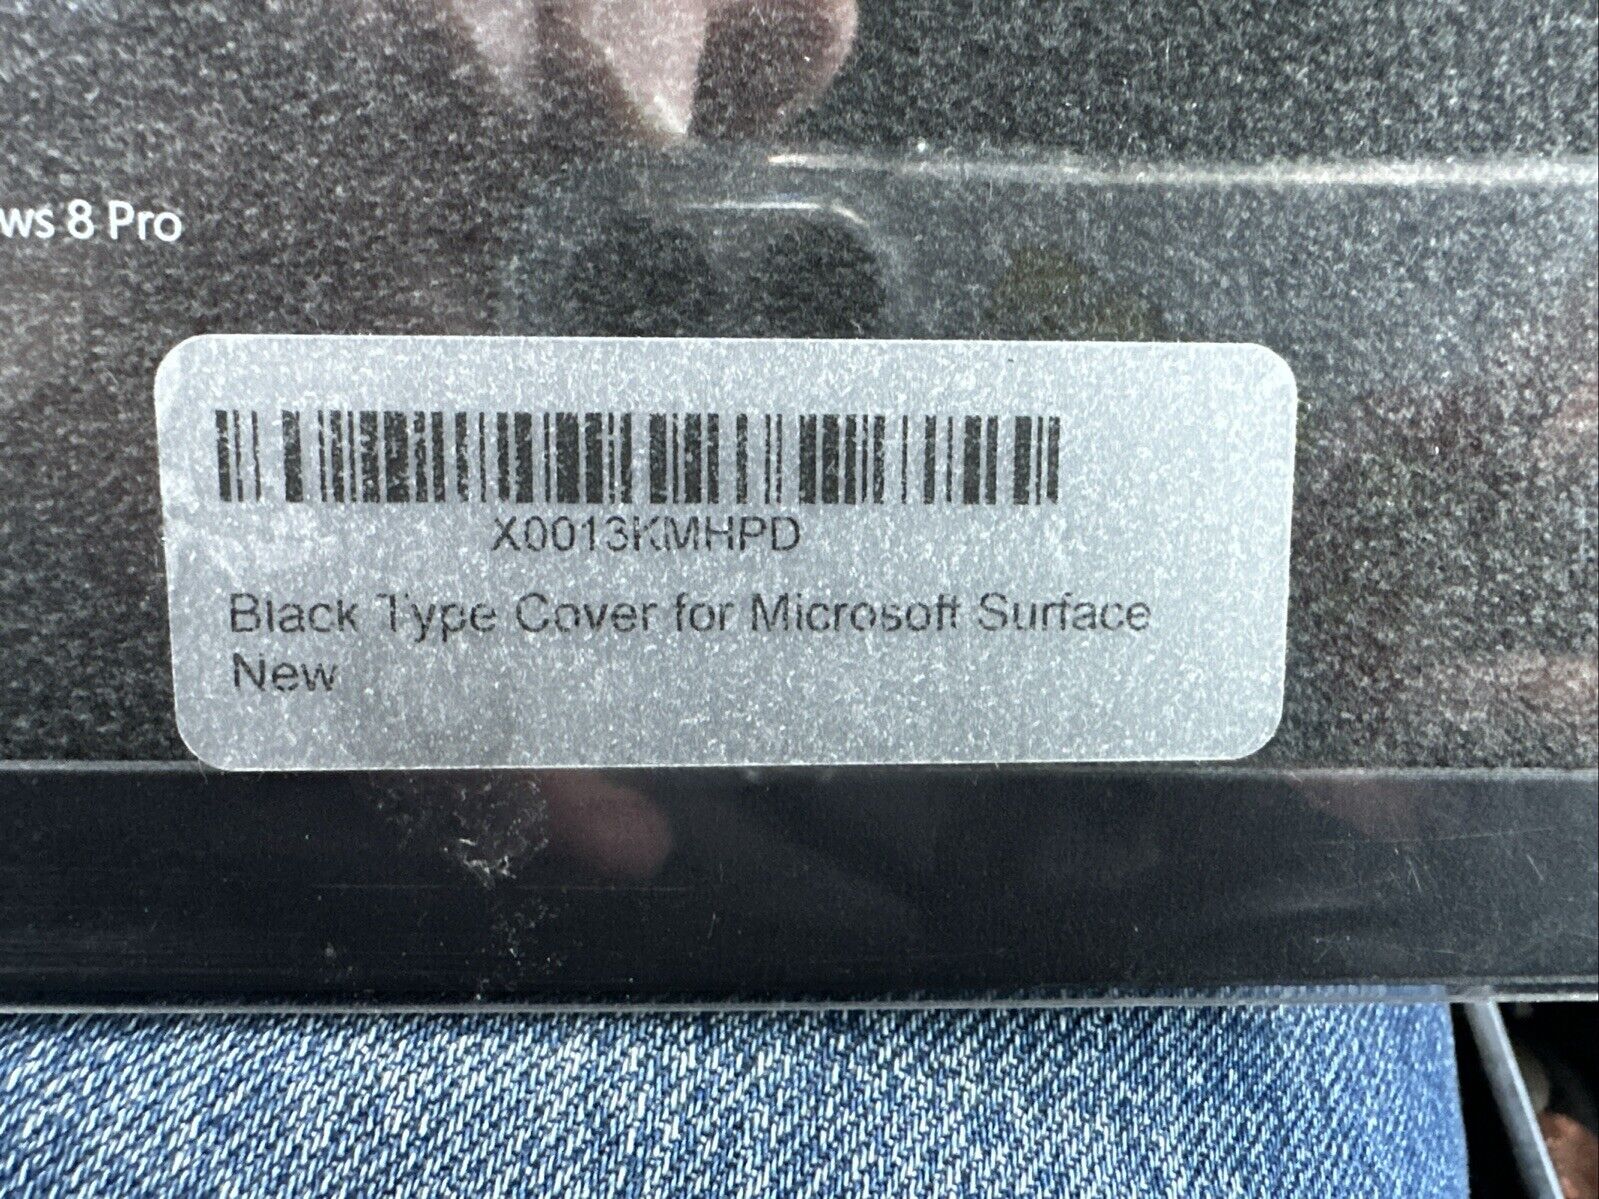 ws 8 Pro
X0013KMHPD
Black Type Cover for Microsoft Surface
New